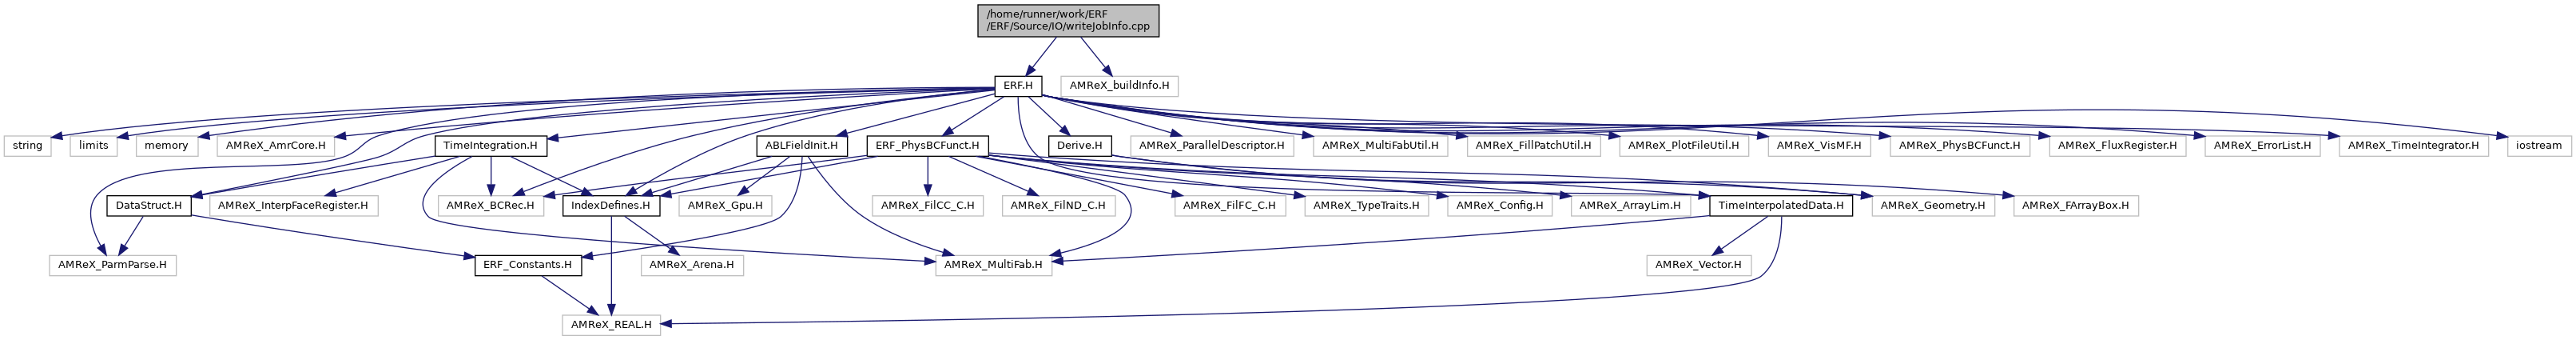 /home/runner/work/ERF
/ERF/Source/IO/writeJobInfo.cpp
ERF.H
AMReX_buildInfo.H
string
limits
memory
AMReX_AmrCore.H
TimeIntegration.H
ABLFieldInit.H
ERF_PhysBCFunct.H
Derive.H
AMReX_ParallelDescriptor.H
AMReX_MultiFabUtil.H
AMReX_FillPatchUtil.H
AMReX_PlotFileUtil.H
AMReX_VisMF.H
AMReX_PhysBCFunct.H
AMReX_FluxRegister.H
AMReX_ErrorList.H
AMReX_TimeIntegrator.H
iostream
DataStruct.H
AMReX_InterpFaceRegister.H
AMReX_BCRec.H
IndexDefines.H
AMReX_Gpu.H
AMReX_FilCC_C.H
AMReX_FilND_C.H
AMReX_FilFC_C.H
AMReX_TypeTraits.H
AMReX_Config.H
AMReX_ArrayLim.H
TimeInterpolatedData.H
AMReX_Geometry.H
AMReX_FArrayBox.H
AMReX_ParmParse.H
ERF_Constants.H
AMReX_Arena.H
AMReX_MultiFab.H
AMReX_Vector.H
AMReX_REAL.H